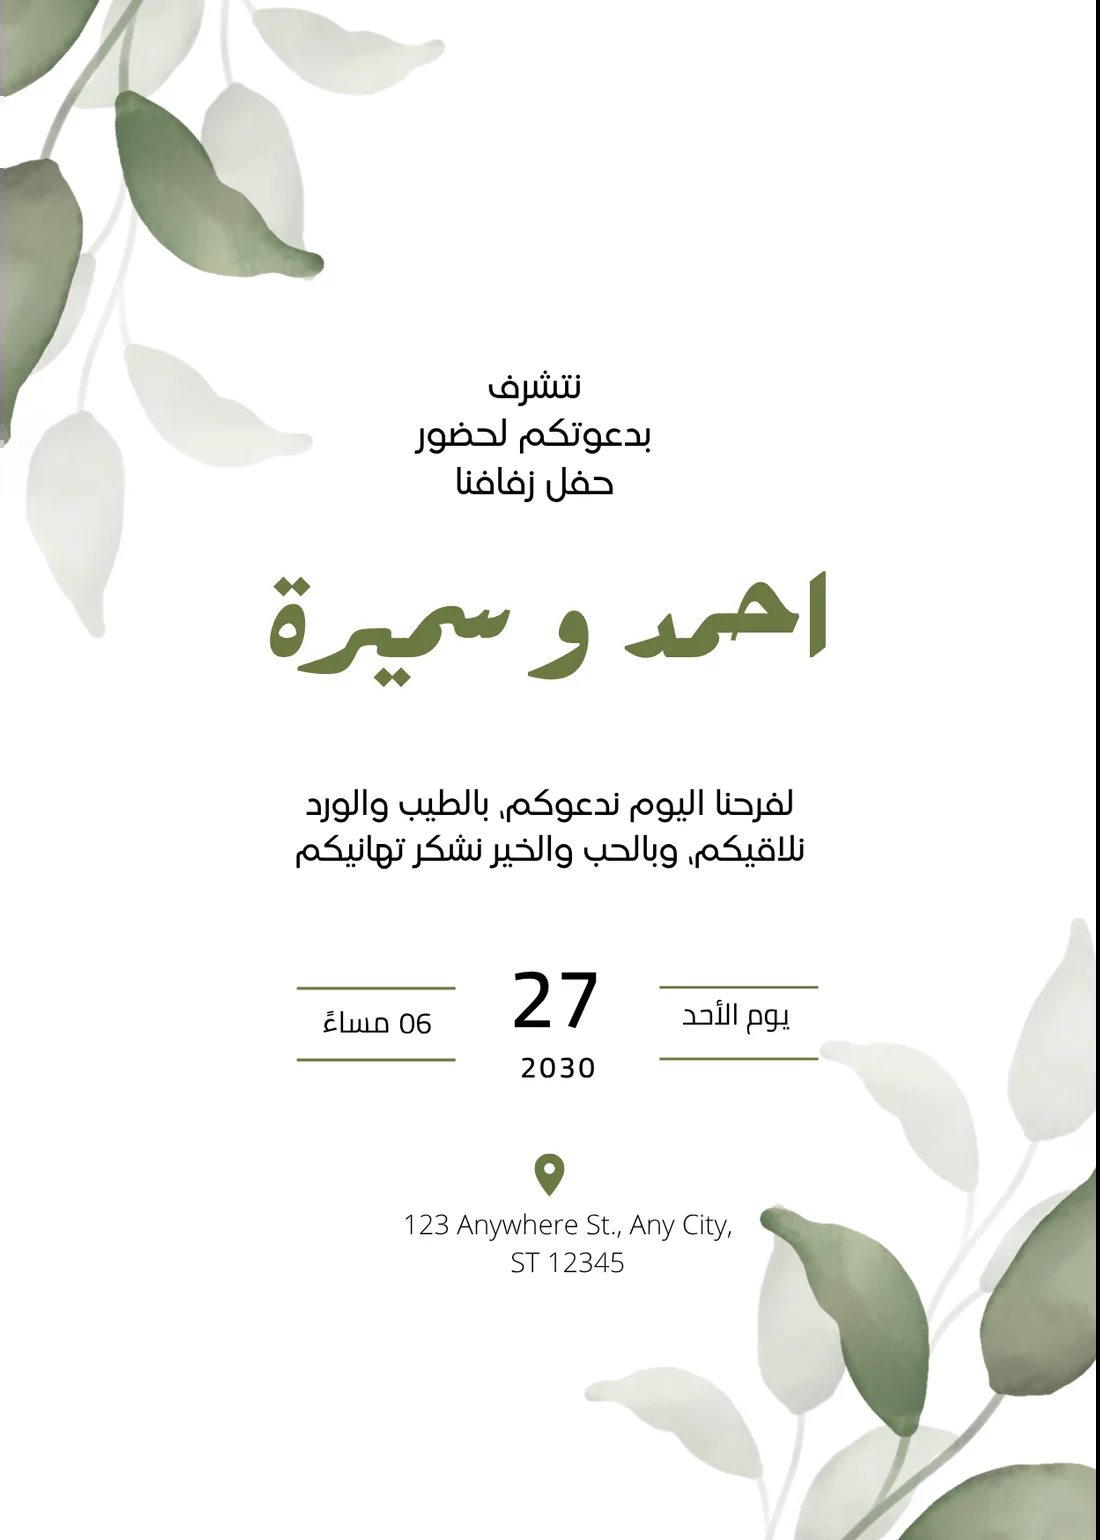 نتشرف
بدعوتكم لحضور
حفل زفافنا
احمد و سميرة
لفرحنا اليوم ندعوكم، بالطيب والورد
نلاقيكم، وبالحب والخير نشكر تهانيكم
يوم الأحد
27
2030
06 مساءً
123 Anywhere St., Any City,
ST 12345